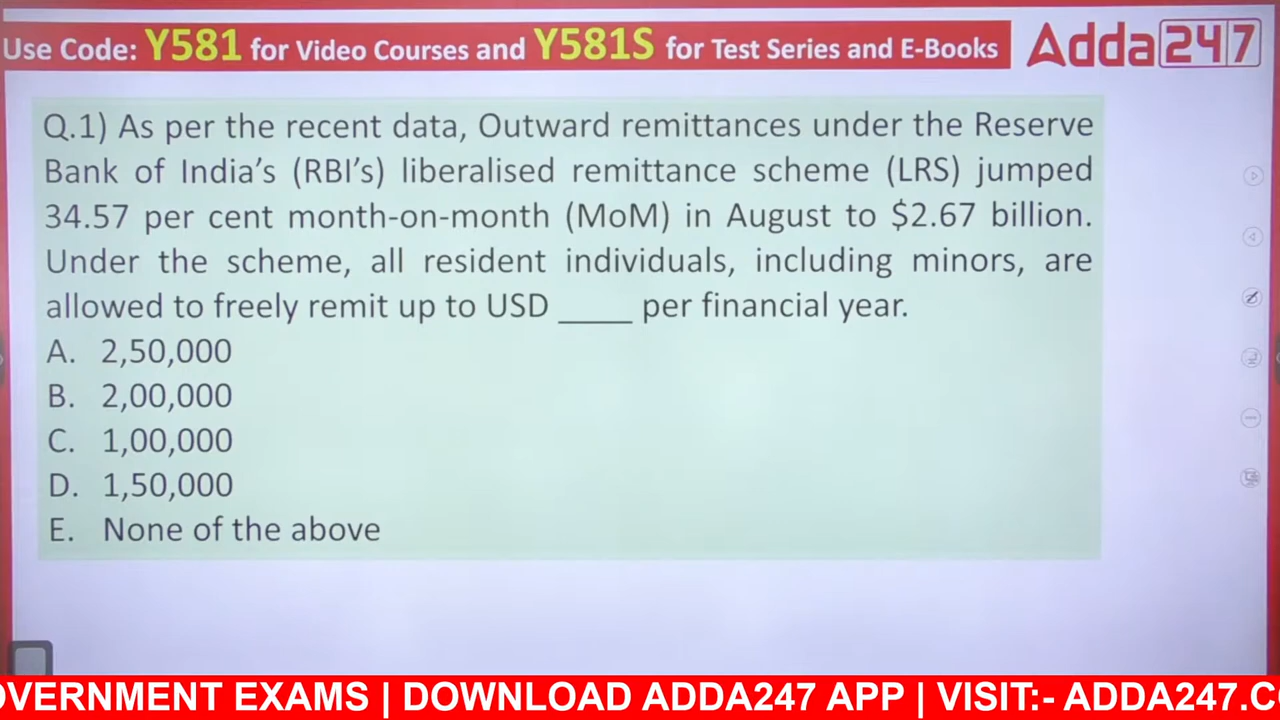 Use Code: Y581 for Video Courses and Y581S for Test Series and E-Books
Adda247
Q.1) As per the recent data, Outward remittances under the Reserve
Bank of India's (RBI's) liberalised remittance scheme (LRS) jumped
34.57 per cent month-on-month (MoM) in August to $2.67 billion.
Under the scheme, all resident individuals, including minors, are
allowed to freely remit up to USD _____ per financial year.
A. 2,50,000
B. 2,00,000
C. 1,00,000
D. 1,50,000
E. None of the above
OVERNMENT EXAMS | DOWNLOAD ADDA247 APP | VISIT:- ADDA247.C